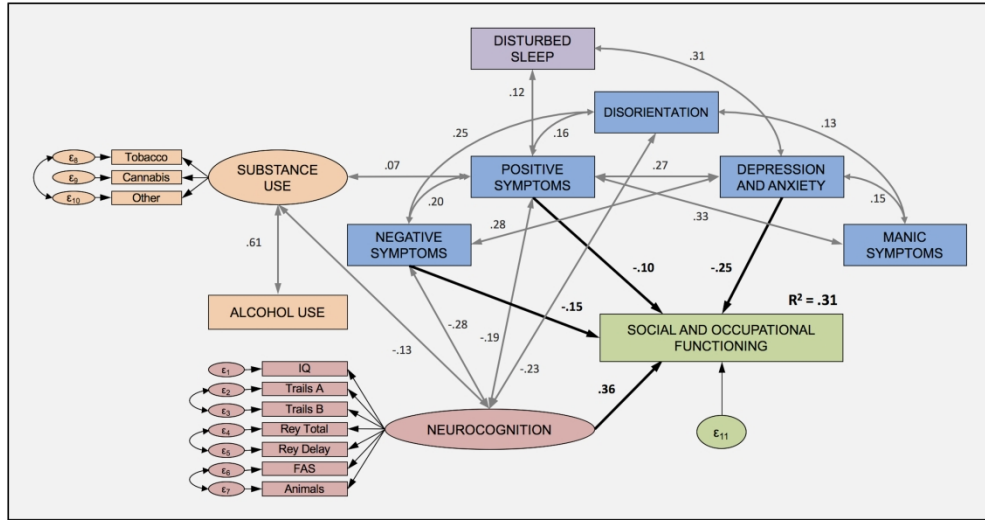 DISTURBED
SLEEP
.31
.12
DISORIENTATION
.25
.16
.13
ε8
Tobacco
ε9
Cannabis
ε10
Other
SUBSTANCE
USE
.07
POSITIVE
SYMPTOMS
.27
DEPRESSION
AND ANXIETY
.20
.15
.28
.33
NEGATIVE
SYMPTOMS
MANIC
SYMPTOMS
.61
-.10
-.25
-.15
R² = .31
ALCOHOL USE
SOCIAL AND OCCUPATIONAL
FUNCTIONING
-.28
-.19
-.13
-.23
.36
ε1
IQ
ε2
Trails A
ε3
Trails B
ε4
Rey Total
ε5
Rey Delay
ε6
FAS
ε7
Animals
NEUROCOGNITION
ε11